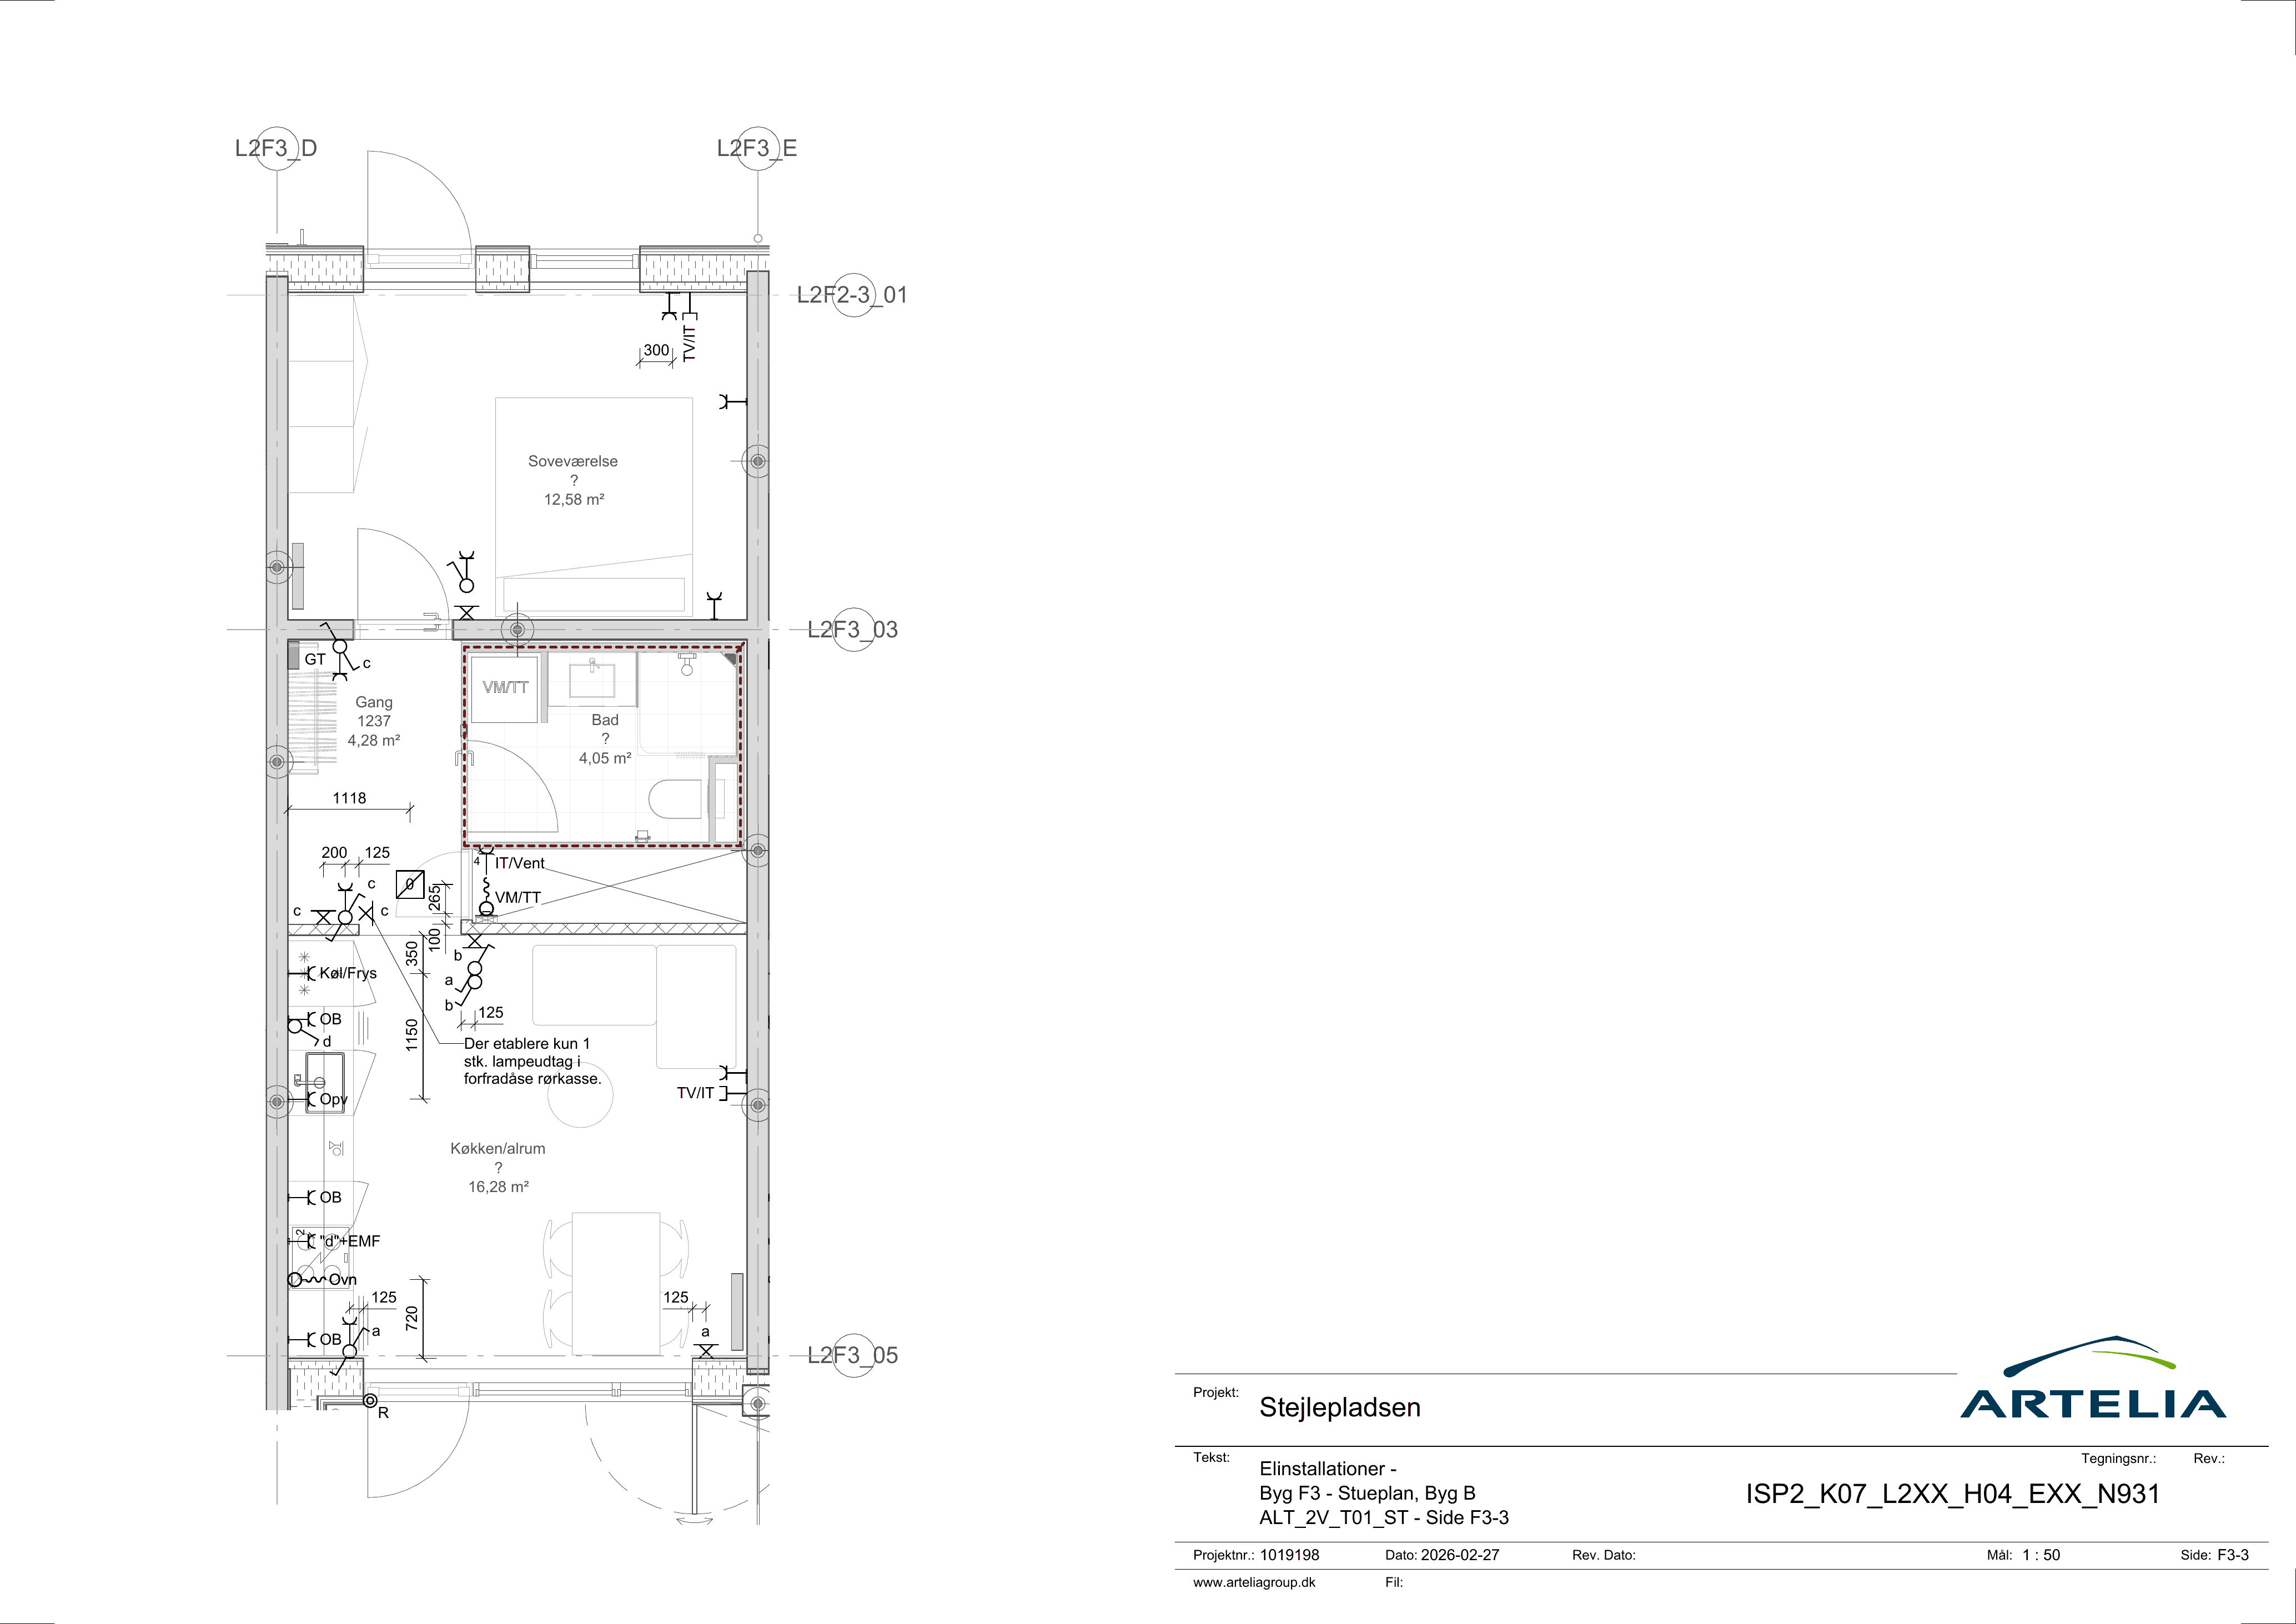 L2F3_D
L2F3_E
L2F2-3_01
TV/IT
300
Soveværelse
?
12,58 m²
L2F3_03
GT
c
VM/TT
Gang
1237
4,28 m²
Bad
?
4,05 m²
1118
200
125
4
IT/Vent
c
0
265
VM/TT
c
c
100
350
b
Køl/Frys
a
b
OB
125
1150
d
Der etablere kun 1
stk. lampeudtag i
forfradåse rørkasse.
TV/IT
Opv
Køkken/alrum
?
16,28 m²
OB
2
"d"+EMF
Ovn
125
125
720
a
a
OB
L2F3_05
R
Projekt:
Stejlepladsen
ARTELIA
Tekst:
Elinstallationer -
Byg F3 - Stueplan, Byg B
ALT_2V_T01_ST - Side F3-3
Tegningsnr.:
Rev.:
ISP2_K07_L2XX_H04_EXX_N931
Projektnr.: 1019198
Dato: 2026-02-27
Rev. Dato:
Mål: 1 : 50
Side: F3-3
www.arteliagroup.dk
Fil: